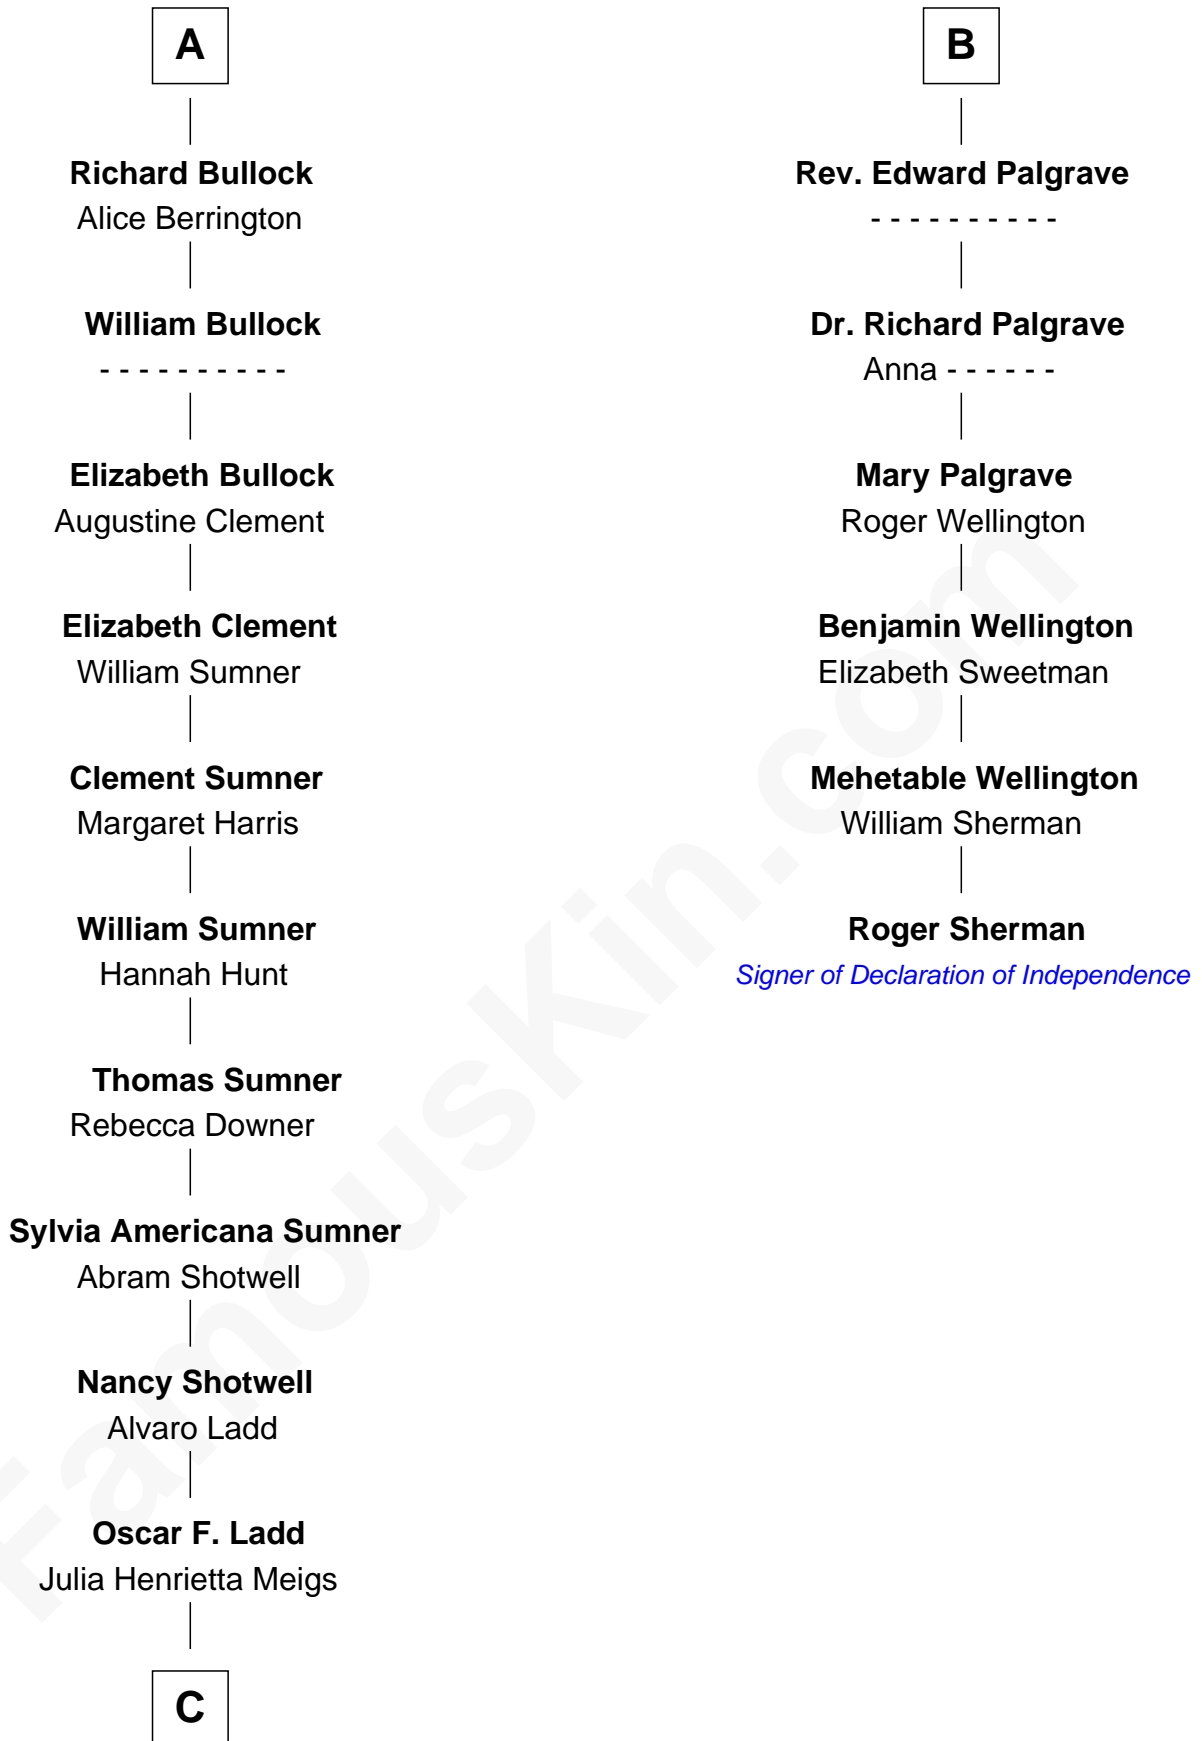 A
Richard Bullock
Alice Berrington
William Bullock
- - - - - - - - - -
Elizabeth Bullock
Augustine Clement
Elizabeth Clement
William Sumner
Clement Sumner
Margaret Harris
William Sumner
Hannah Hunt
Thomas Sumner
Rebecca Downer
Sylvia Americana Sumner
Abram Shotwell
Nancy Shotwell
Alvaro Ladd
Oscar F. Ladd
Julia Henrietta Meigs
C
B
Rev. Edward Palgrave
- - - - - - - - - -
Dr. Richard Palgrave
Anna - - - - - -
Mary Palgrave
Roger Wellington
Benjamin Wellington
Elizabeth Sweetman
Mehetable Wellington
William Sherman
Roger Sherman
Signer of Declaration of Independence
FamousKin.com